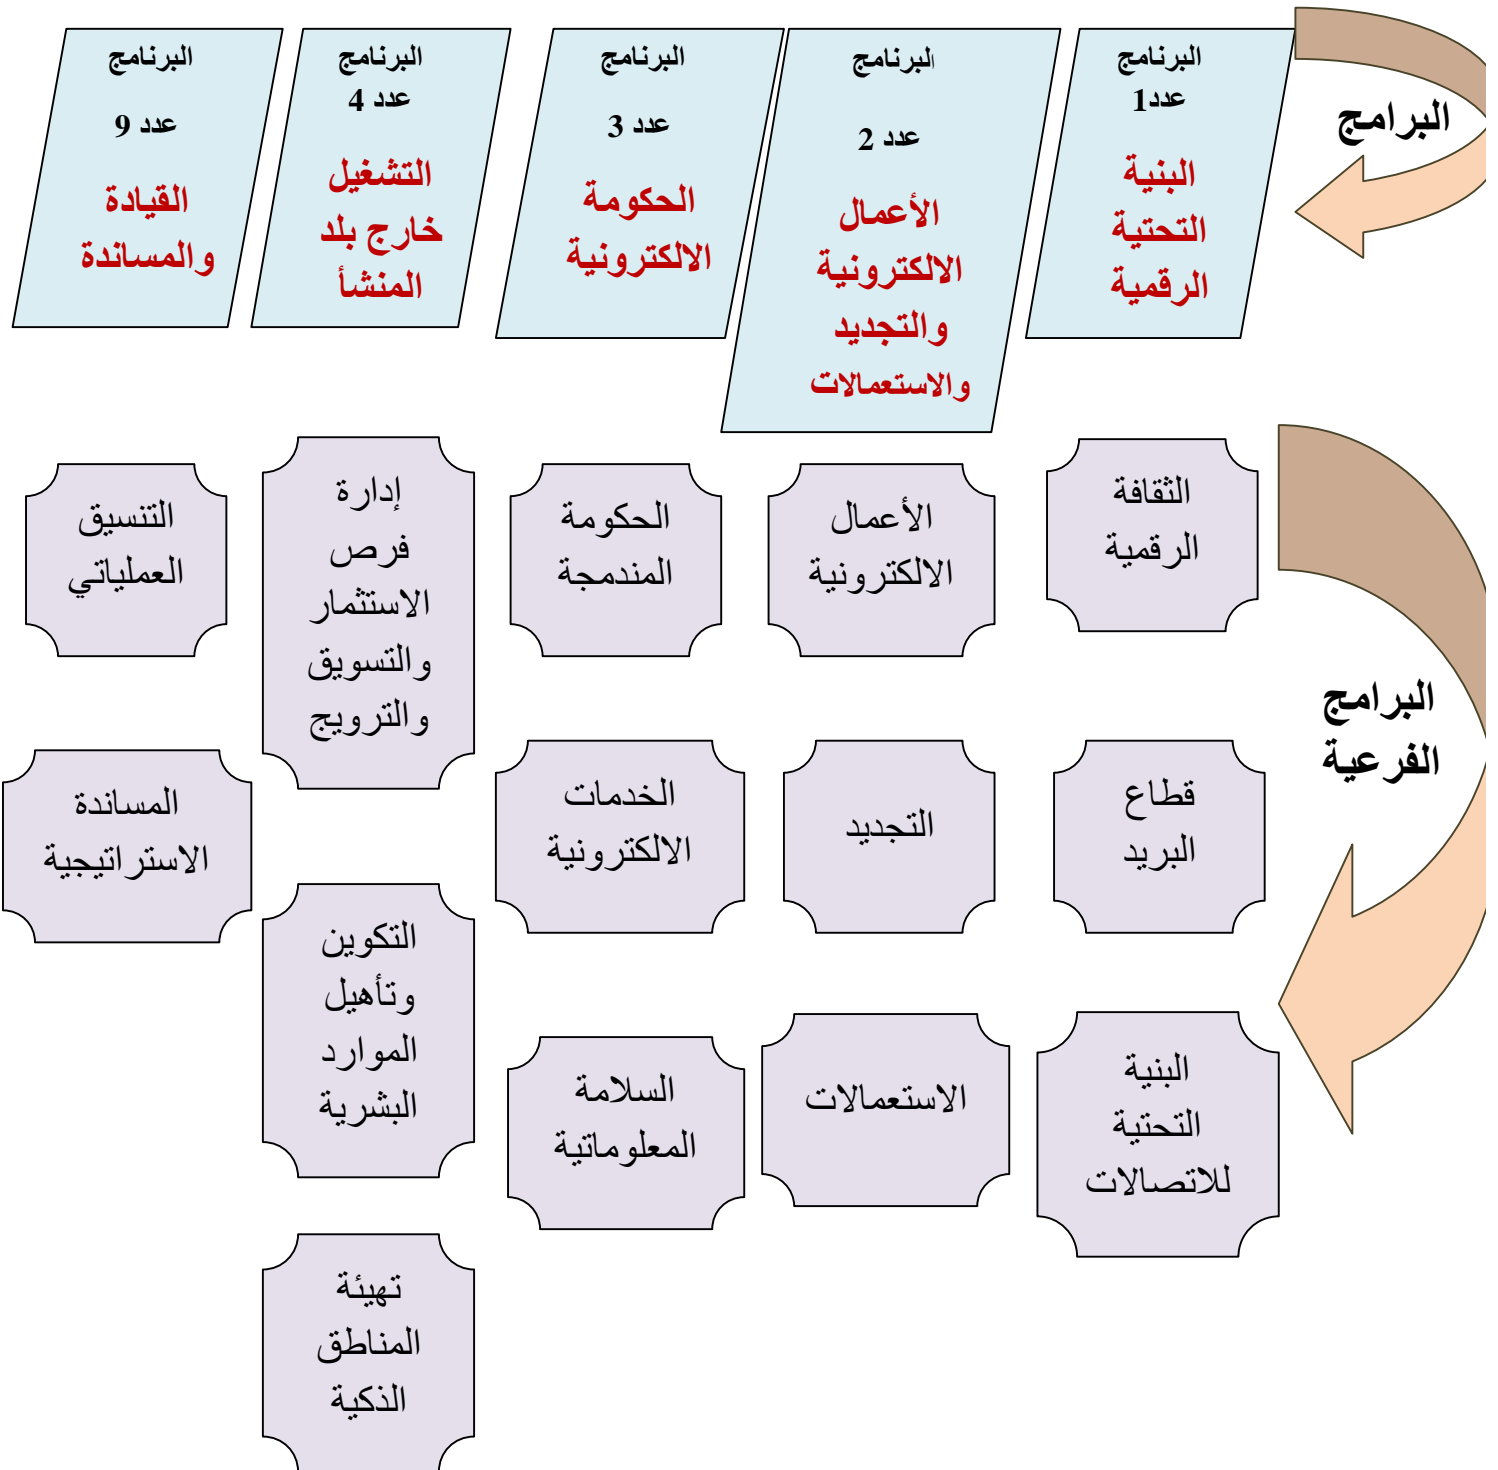 البرامج
البرنامج
عدد1
البنية
التحتية
الرقمية
البرنامج
عدد 2
الأعمال
الالكترونية
والتجديد
والاستعمالات
البرنامج
عدد 3
الحكومة
الالكترونية
البرنامج
عدد 4
التشغيل
خارج بلد
المنشأ
البرنامج
عدد 9
القيادة
والمساندة
البرامج
الفرعية
الثقافة
الرقمية
الأعمال
الالكترونية
الحكومة
المندمجة
إدارة
فرص
الاستثمار
والتسويق
والترويج
التنسيق
العملياتي
قطاع
البريد
التجديد
الخدمات
الالكترونية
التكوين
وتأهيل
الموارد
البشرية
المساندة
الاستراتيجية
البنية
التحتية
للاتصالات
الاستعمالات
السلامة
المعلوماتية
تهيئة
المناطق
الذكية